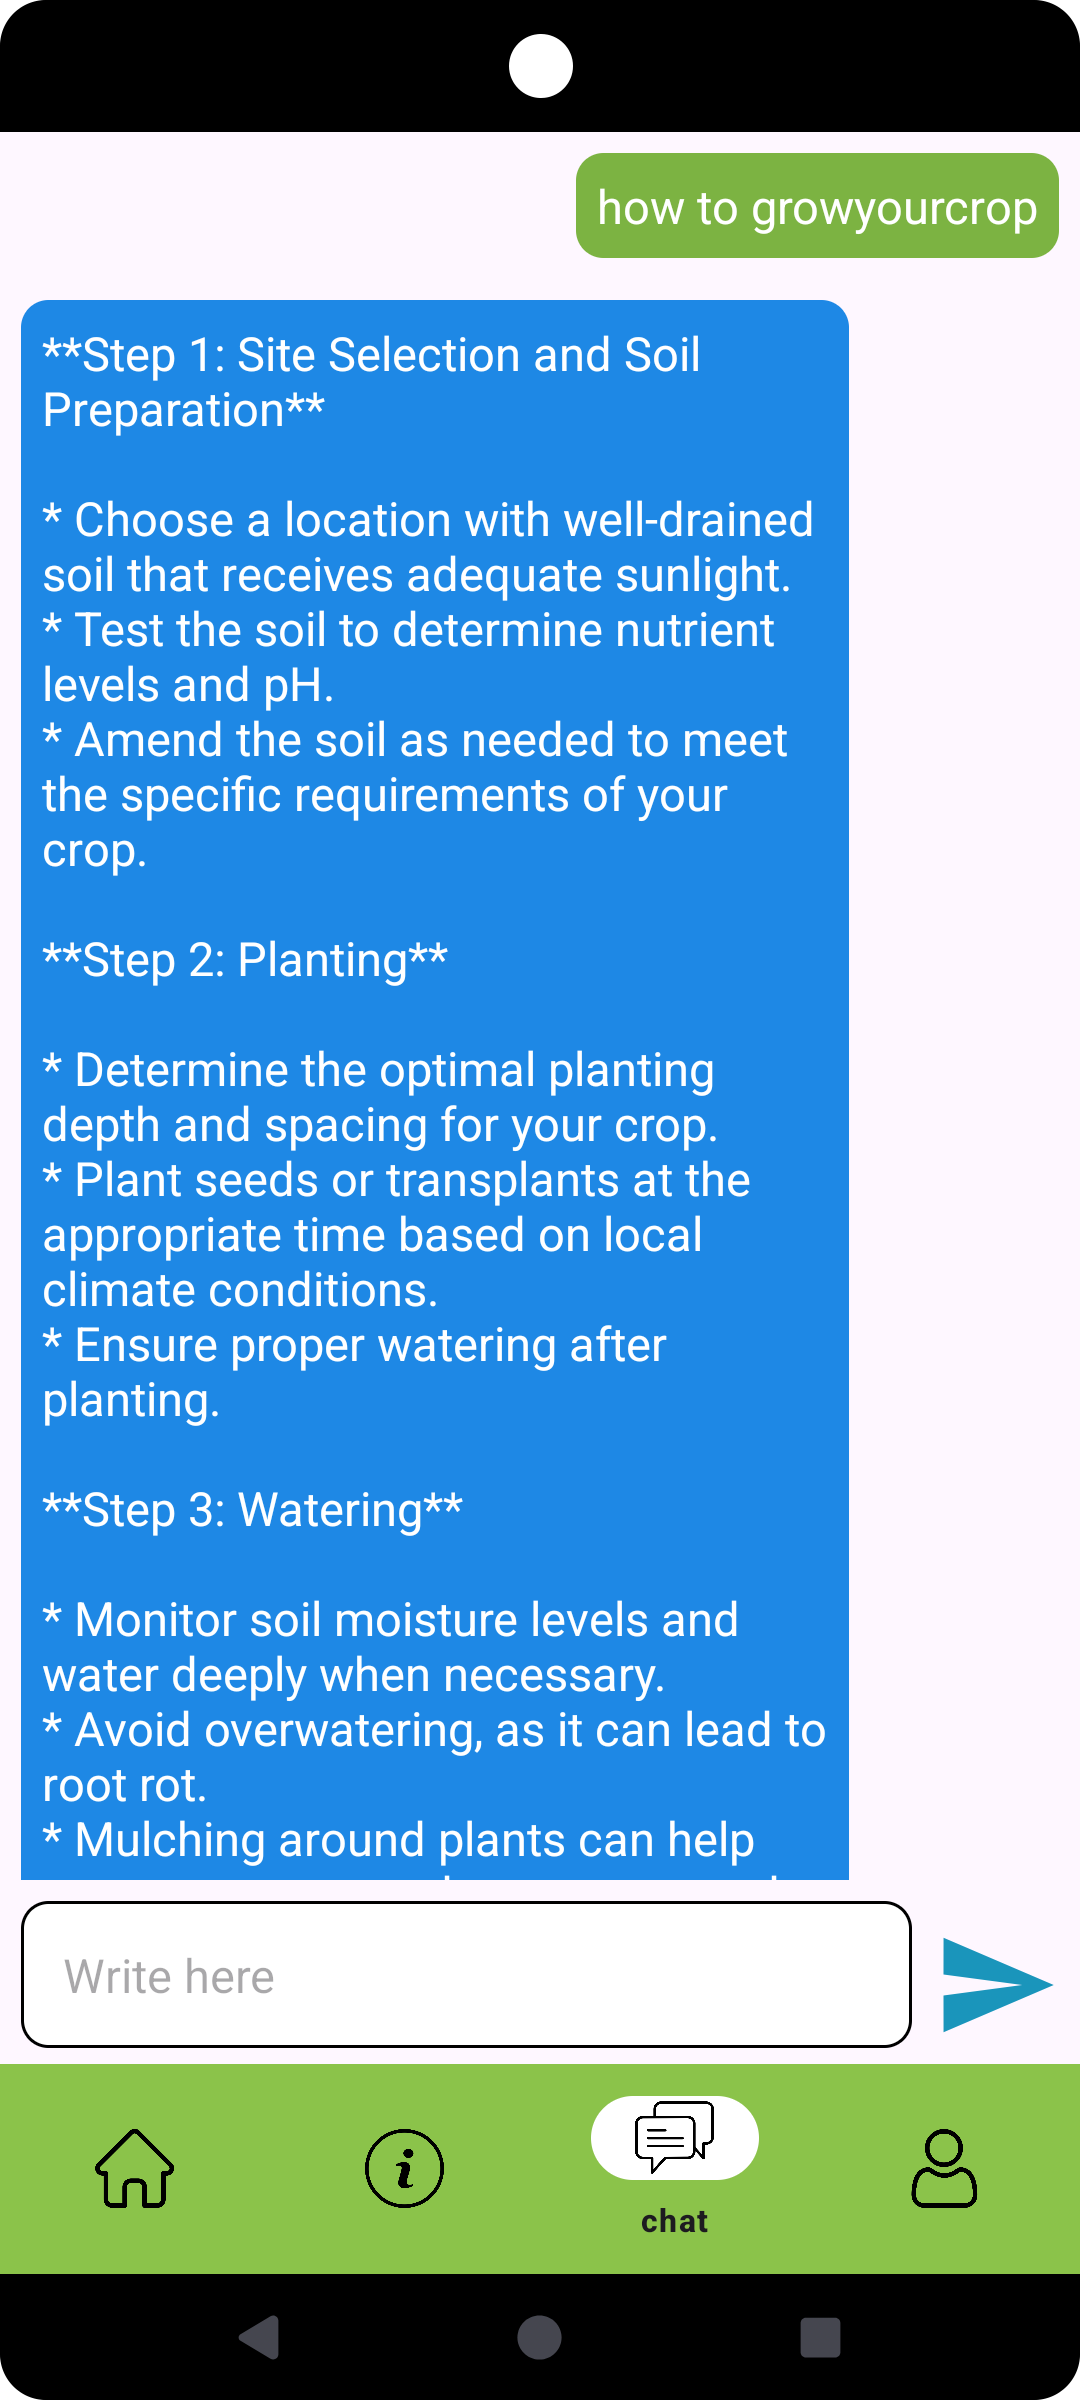 how to growyourcrop
**Step 1: Site Selection and Soil
Preparation**
* Choose a location with well-drained
soil that receives adequate sunlight.
* Test the soil to determine nutrient
levels and pH.
* Amend the soil as needed to meet
the specific requirements of your
crop.
**Step 2: Planting**
* Determine the optimal planting
depth and spacing for your crop.
* Plant seeds or transplants at the
appropriate time based on local
climate conditions.
* Ensure proper watering after
planting.
**Step 3: Watering**
* Monitor soil moisture levels and
water deeply when necessary.
* Avoid overwatering, as it can lead to
root rot.
* Mulching around plants can help
Write here
chat